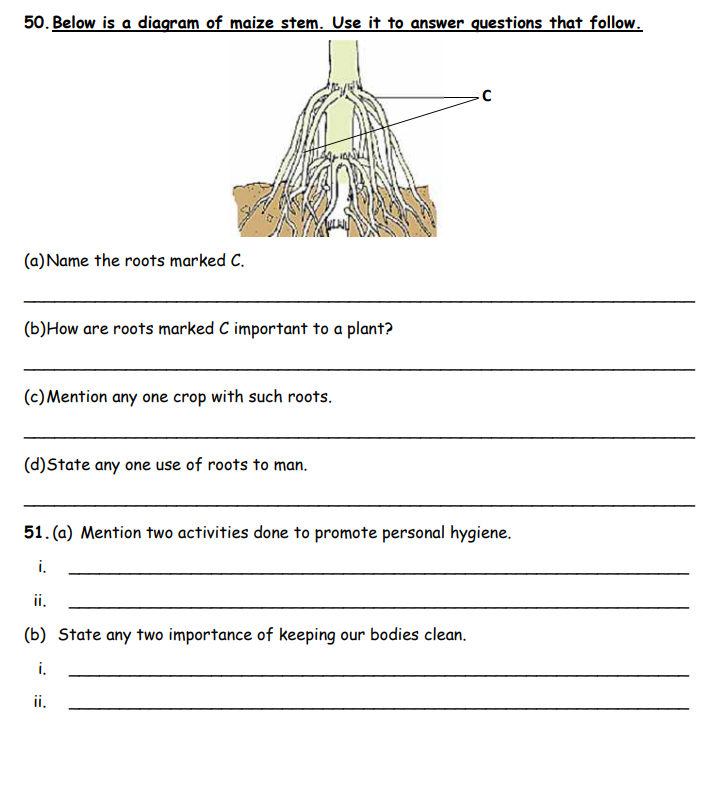 50. Below is a diagram of maize stem. Use it to answer questions that follow.
C
(a)Name the roots marked C.
(b)How are roots marked C important to a plant?
(c)Mention any one crop with such roots.
(d)State any one use of roots to man.
51. (a) Mention two activities done to promote personal hygiene.
i.
ii.
(b) State any two importance of keeping our bodies clean.
i.
ii.